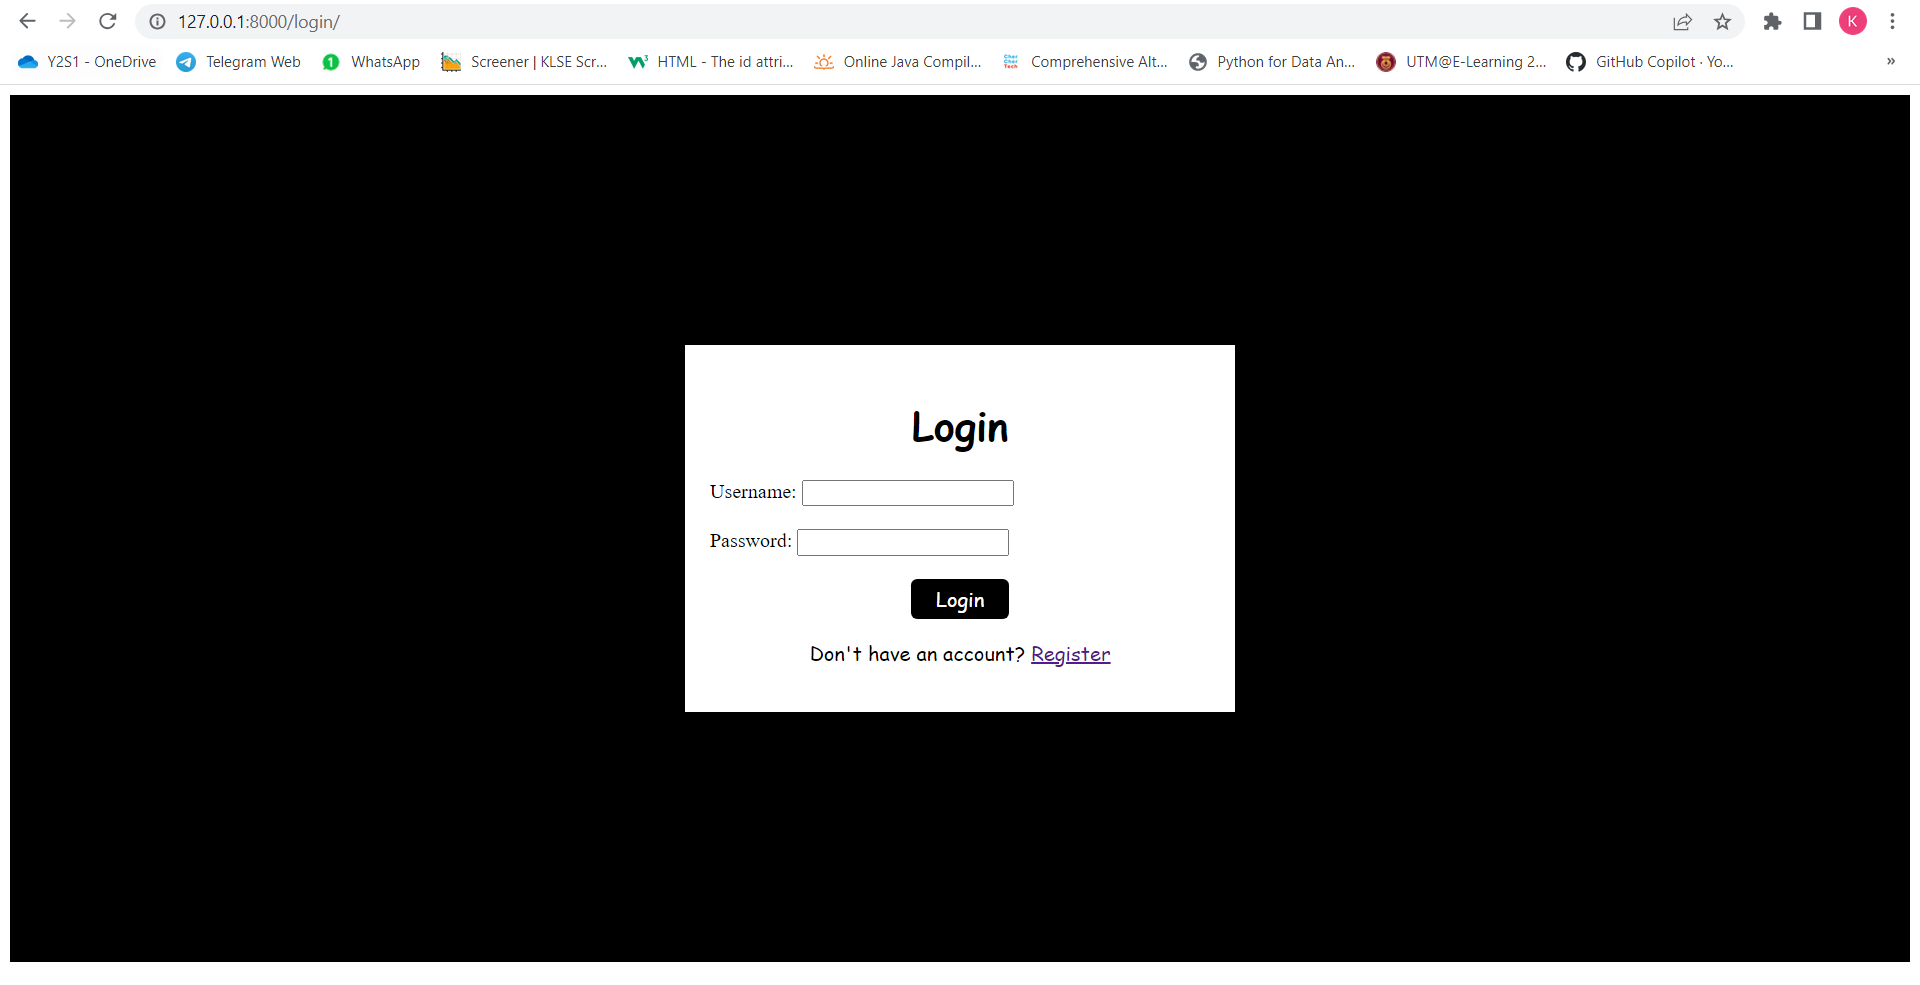 127.0.0.1:8000/login/
K
Y2S1 - OneDrive Telegram Web WhatsApp Screener | KLSE Scr... HTML - The id attri... Online Java Compil... Comprehensive Alt... Python for Data An... UTM@E-Learning 2... GitHub Copilot · Yo... »
Login
Username:
Password:
Login
Don't have an account? Register